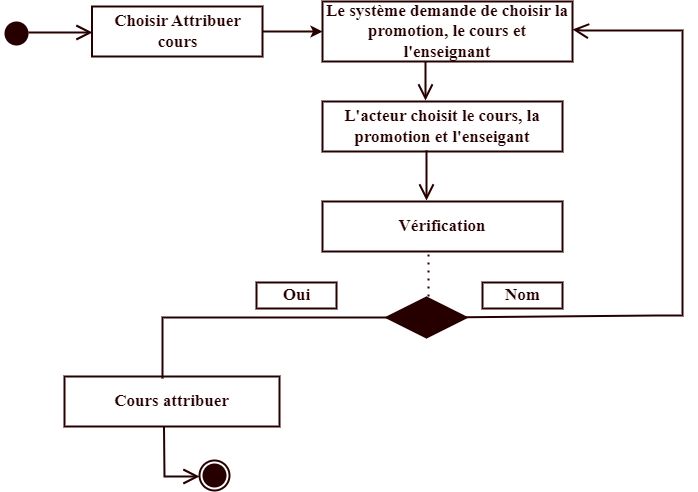 Choisir Attribuer
cours
Le système demande de choisir la
promotion, le cours et
l'enseignant
L'acteur choisit le cours, la
promotion et l'enseigant
Vérification
Oui
Nom
Cours attribuer